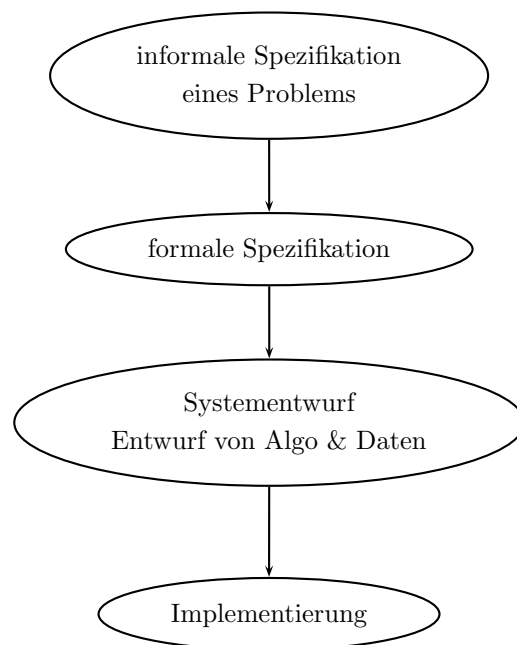 informale Spezifikation
eines Problems
formale Spezifikation
Systementwurf
Entwurf von Algo & Daten
Implementierung